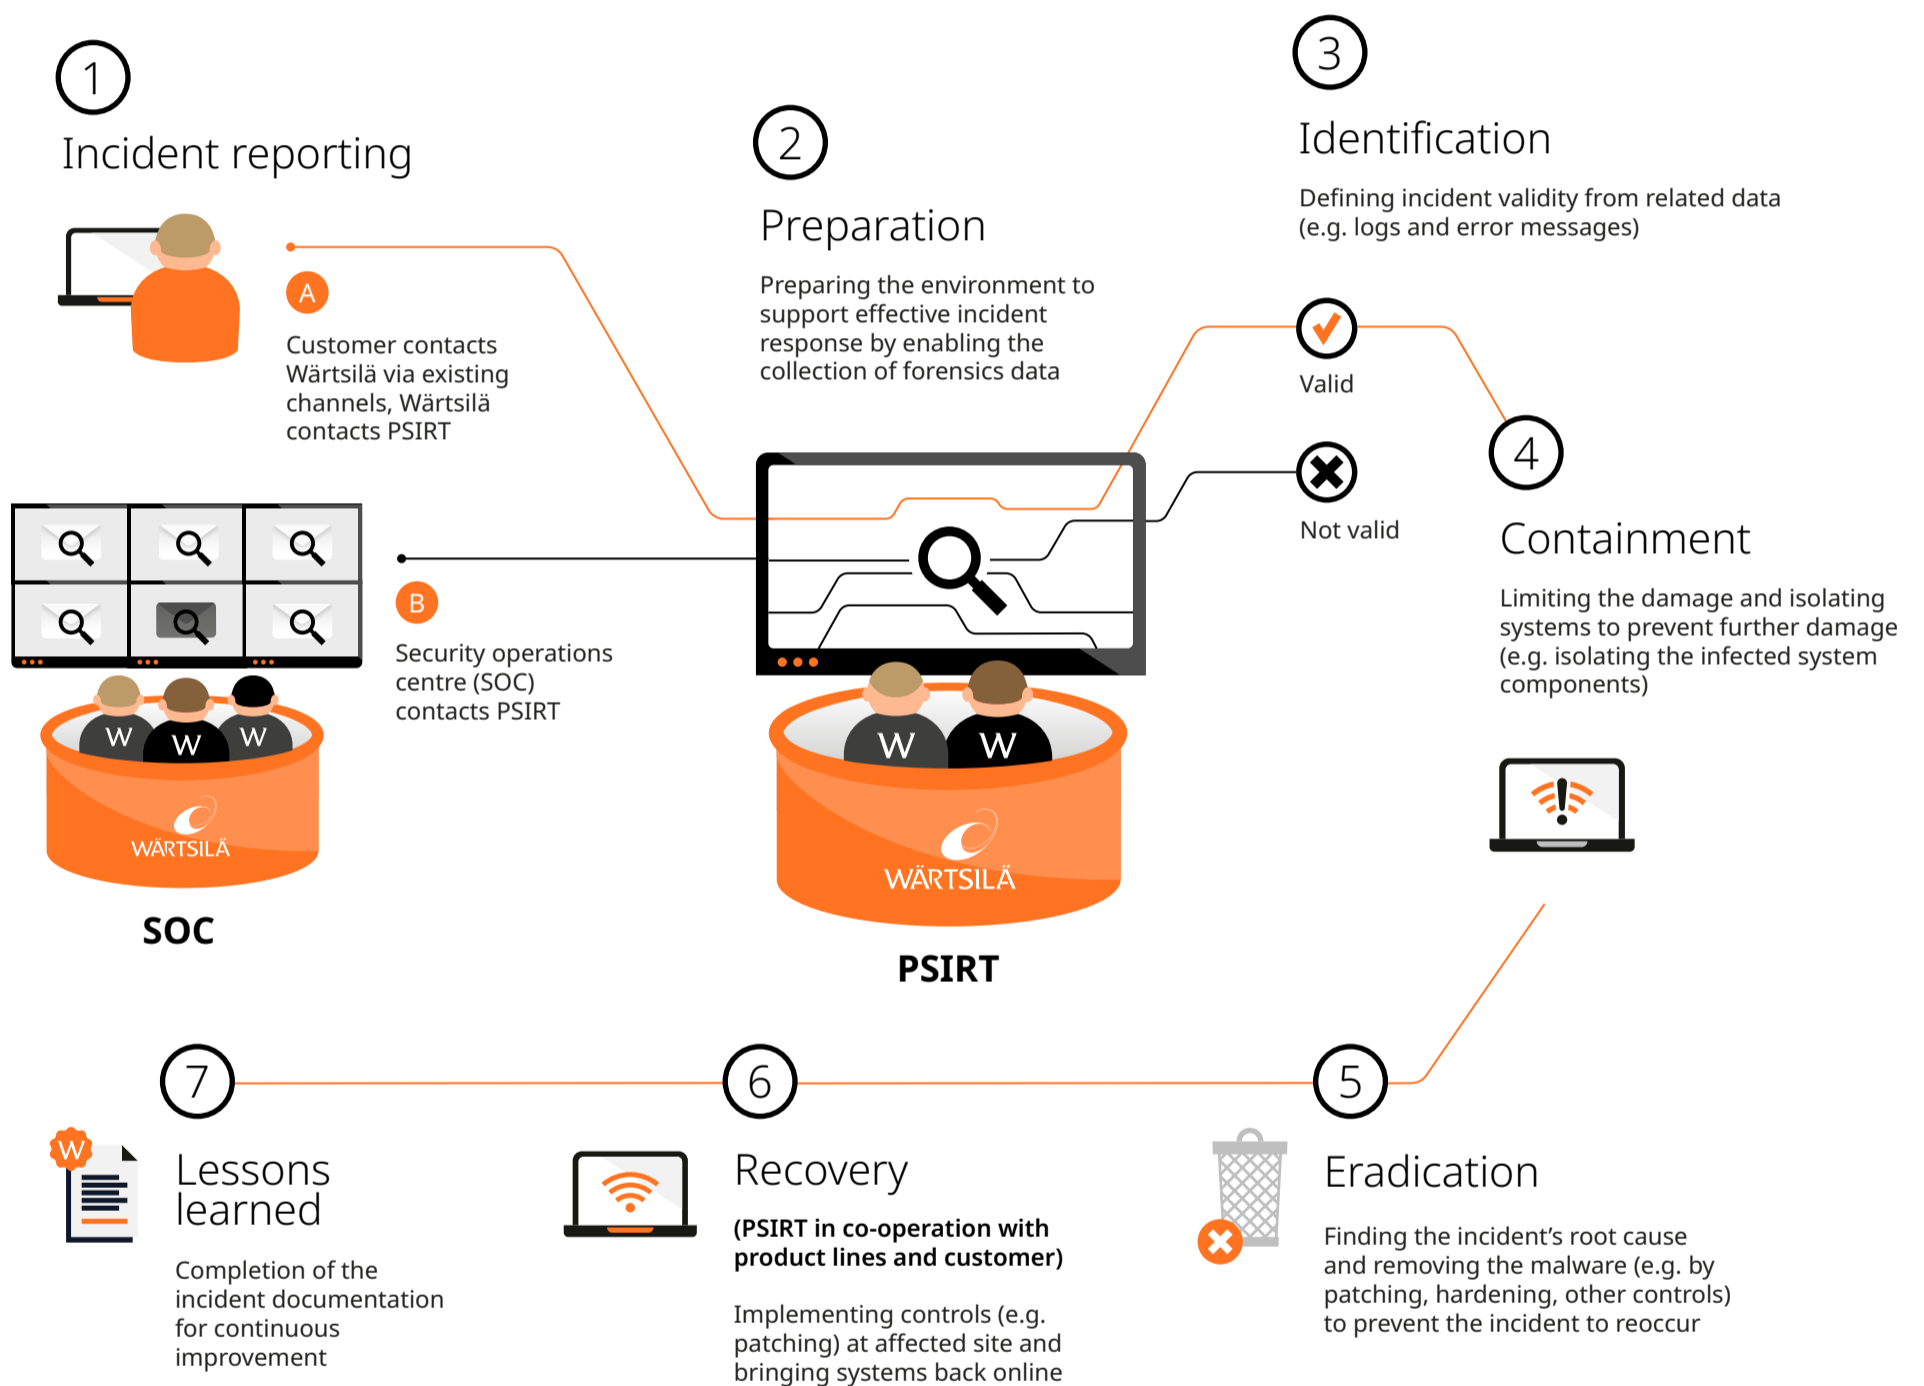 1
Incident reporting
A
Customer contacts
Wärtsilä via existing
channels, Wärtsilä
contacts PSIRT
B
Security operations
centre (SOC)
contacts PSIRT
W W W
WÄRTSILÄ
SOC
2
Preparation
Preparing the environment to
support effective incident
response by enabling the
collection of forensics data
W W
WÄRTSILÄ
PSIRT
3
Identification
Defining incident validity from related data
(e.g. logs and error messages)
Valid
Not valid
4
Containment
Limiting the damage and isolating
systems to prevent further damage
(e.g. isolating the infected system
components)
!
5
Eradication
Finding the incident’s root cause
and removing the malware (e.g. by
patching, hardening, other controls)
to prevent the incident to reoccur
6
Recovery
(PSIRT in co-operation with
product lines and customer)
Implementing controls (e.g.
patching) at affected site and
bringing systems back online
7
W
Lessons
learned
Completion of the
incident documentation
for continuous
improvement